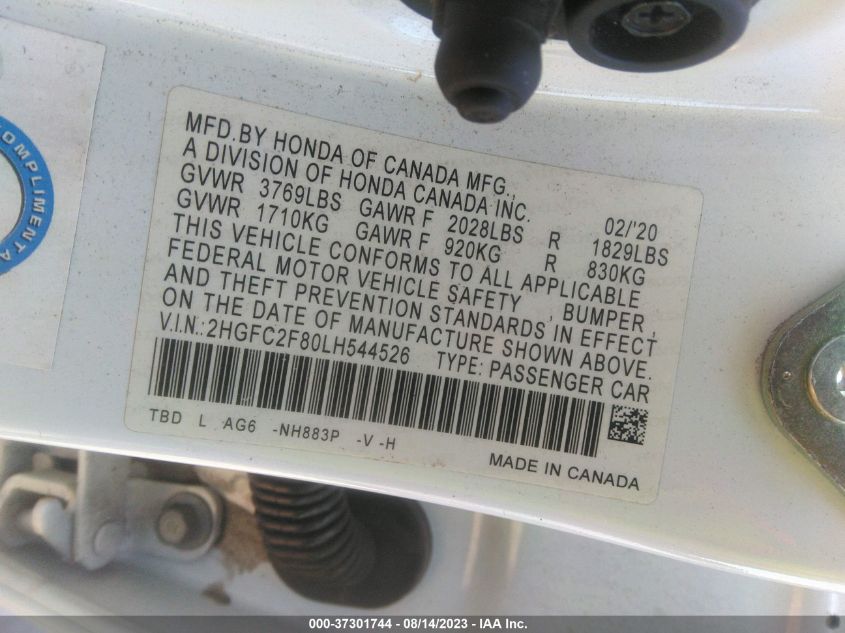 COMPLIMENTA
MFD.BY HONDA OF CANADA MFG.,
A DIVISION OF HONDA CANADA INC. 02/'20
GVWR 3769LBS GAWR F 2028LBS R 1829LBS
GVWR 1710KG GAWR F 920KG R 830KG
THIS VEHICLE CONFORMS TO ALL APPLICABLE
FEDERAL MOTOR VEHICLE SAFETY , BUMPER,
AND THEFT PREVENTION STANDARDS IN EFFECT
ON THE DATE OF MANUFACTURE SHOWN ABOVE.
V.I.N.:2HGFC2F80LH544526 TYPE: PASSENGER CAR
TBD L AG6 -NH883P -V -H
MADE IN CANADA
000-37301744 - 08/14/2023 - IAA Inc.